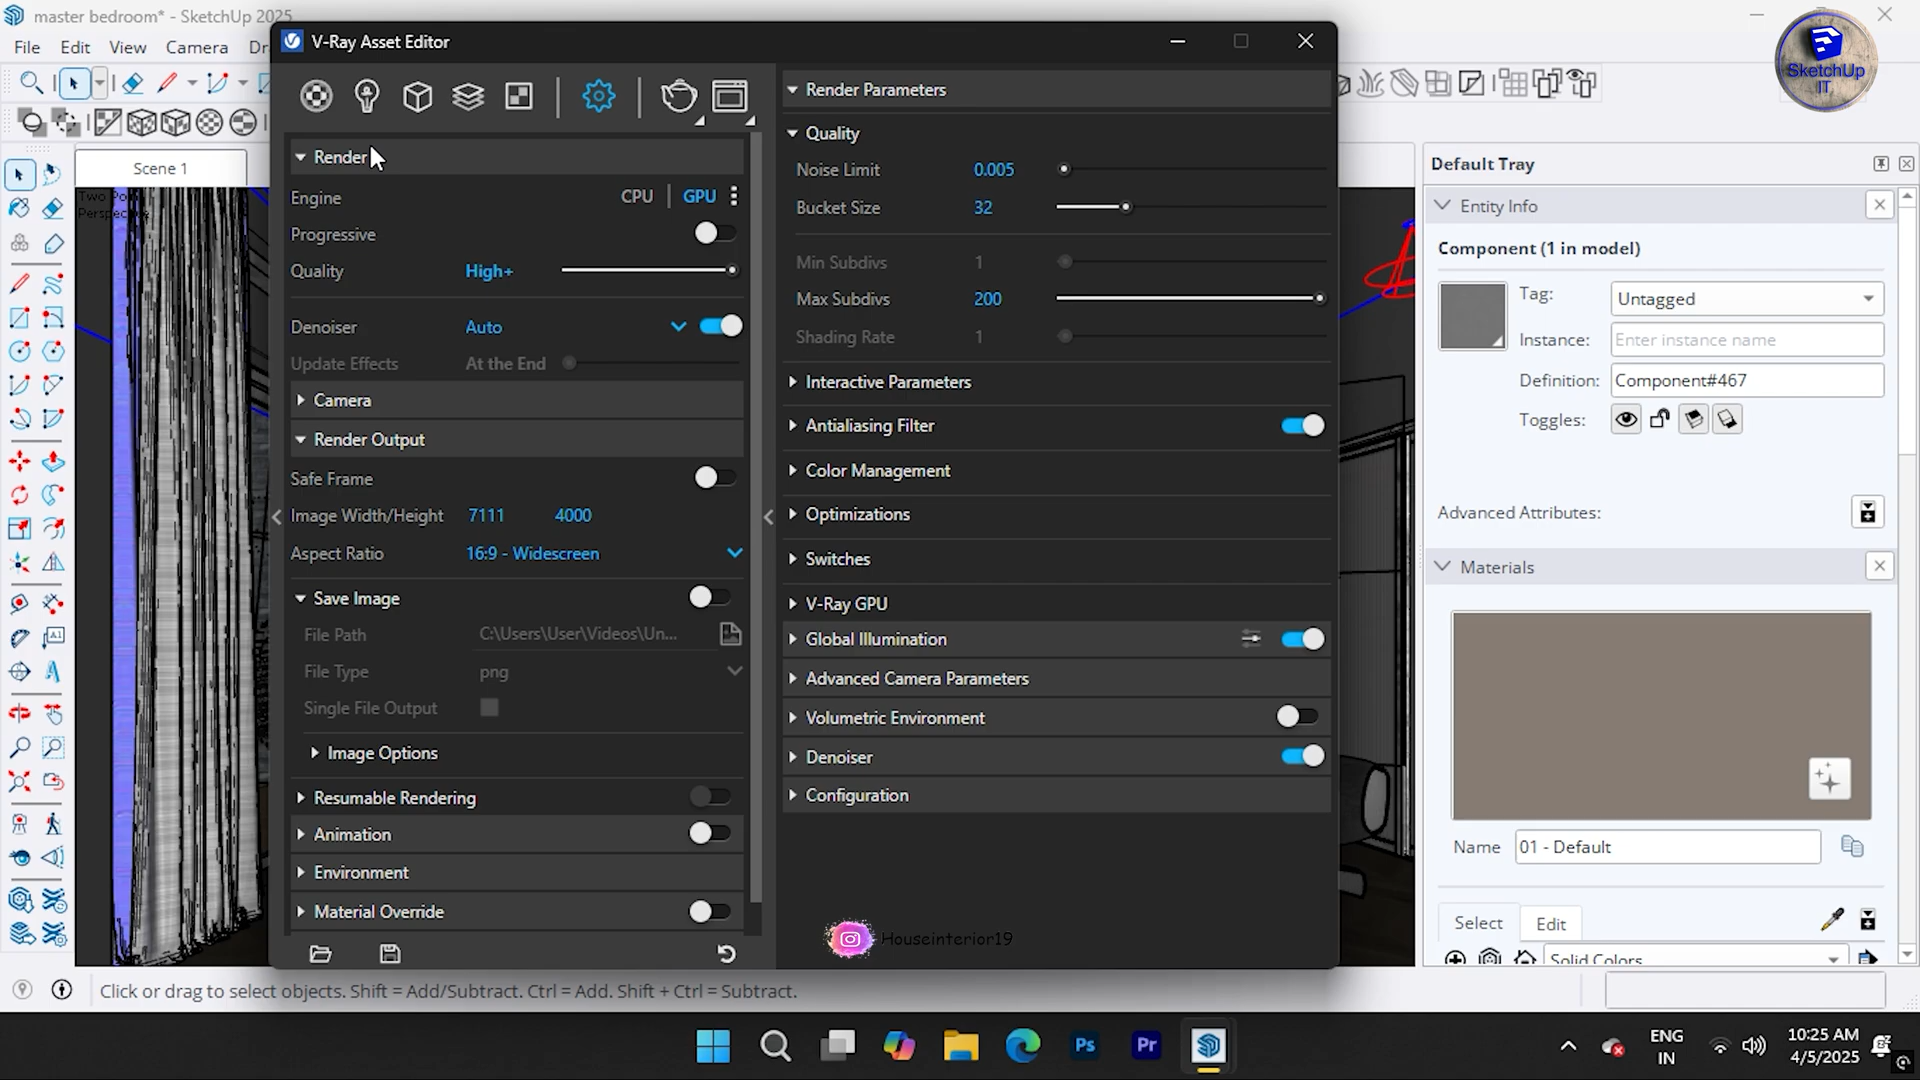 master bedroom* - SketchUp 2025
File Edit View Camera
Scene 1
Two Po
Perspective
SketchUp
IT
V-Ray Asset Editor
Render
Engine CPU GPU
Progressive
Quality High+
Denoiser Auto
Update Effects At the End
Camera
Render Output
Safe Frame
Image Width/Height 7111 4000
Aspect Ratio 16:9 - Widescreen
Save Image
File Path C:\Users\User\Videos\Un...
File Type png
Single File Output
Image Options
Resumable Rendering
Animation
Environment
Material Override
Render Parameters
Quality
Noise Limit 0.005
Bucket Size 32
Min Subdivs 1
Max Subdivs 200
Shading Rate 1
Interactive Parameters
Antialiasing Filter
Color Management
Optimizations
Switches
V-Ray GPU
Global Illumination
Advanced Camera Parameters
Volumetric Environment
Denoiser
Configuration
Houseinterior19
Default Tray
Entity Info
Component (1 in model)
Tag: Untagged
Instance: Enter instance name
Definition: Component#467
Toggles:
Advanced Attributes:
Materials
Name 01 - Default
Select Edit
Solid Colors
Click or drag to select objects. Shift = Add/Subtract. Ctrl = Add. Shift + Ctrl = Subtract.
Ps
Pr
ENG
IN
10:25 AM
4/5/2025